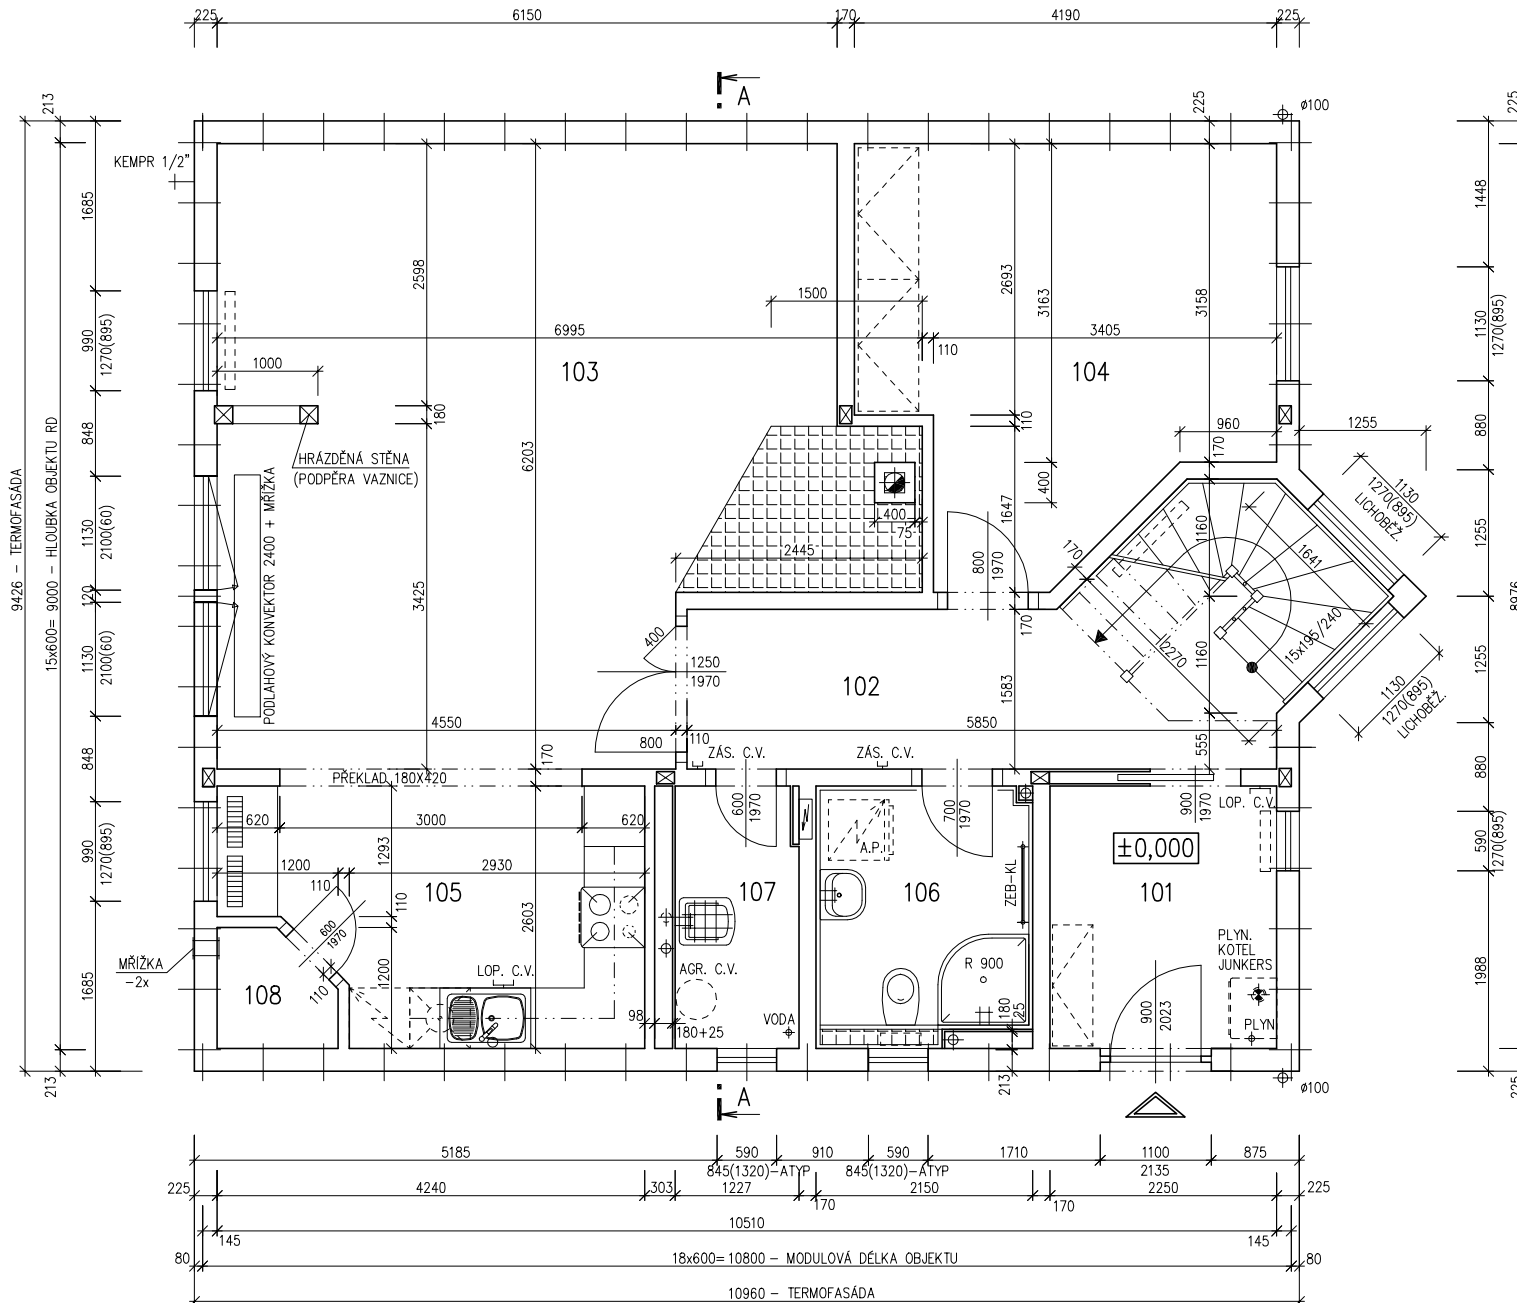 225 6150 170 4190 225
A
213
225
ø100
225
KEMPR 1/2"
9426 – TERMOFASÁDA
15x600= 9000 – HLOUBKA OBJEKTU RD
1685
990
1270(895)
848
1130
2100(60)
120
1130
2100(60)
848
990
1270(895)
1685
213
2598
6203
2693
3163
3158
1448
1130
1270(895)
880
1255
1255
880
590
1270(895)
1988
8976
225
1500
6995
110
3405
1000
103
104
180
HRÁZDĚNÁ STĚNA
(PODPĚRA VAZNICE)
110
960
170
1255
1130
1270(895)
LICHOBĚŽ.
PODLAHOVÝ KONVEKTOR 2400 + MŘÍŽKA
3425
400
75
400
1647
2445
800
1970
170
1160
1641
170
2270
1160
15x195/240
1130
1270(895)
LICHOBĚŽ.
400
1250
1970
102
1583
4550
800
110
5850
555
170
PŘEKLAD 180X420
ZÁS. C.V.
ZÁS. C.V.
620 3000 620
600
1970
700
1970
900
1970
LOP. C.V.
1293
A.P.
±0,000
1200 2930
110
110
105
107
106
ZEB-KL
101
600
1970
2603
MŘÍŽKA
-2x
108
110
1200
LOP. C.V.
AGR. C.V.
R 900
PLYN.
KOTEL
JUNKERS
98
180+25
VODA
180
25
900
2023
PLYN
213
ø100
A
5185 590 910 590 1710 1100 875
845(1320)-ATYP 845(1320)-ATYP 2135
225 4240 303 1227 2150 2250 225
170 170
10510
145 145
80 18x600= 10800 – MODULOVÁ DÉLKA OBJEKTU 80
10960 – TERMOFASÁDA